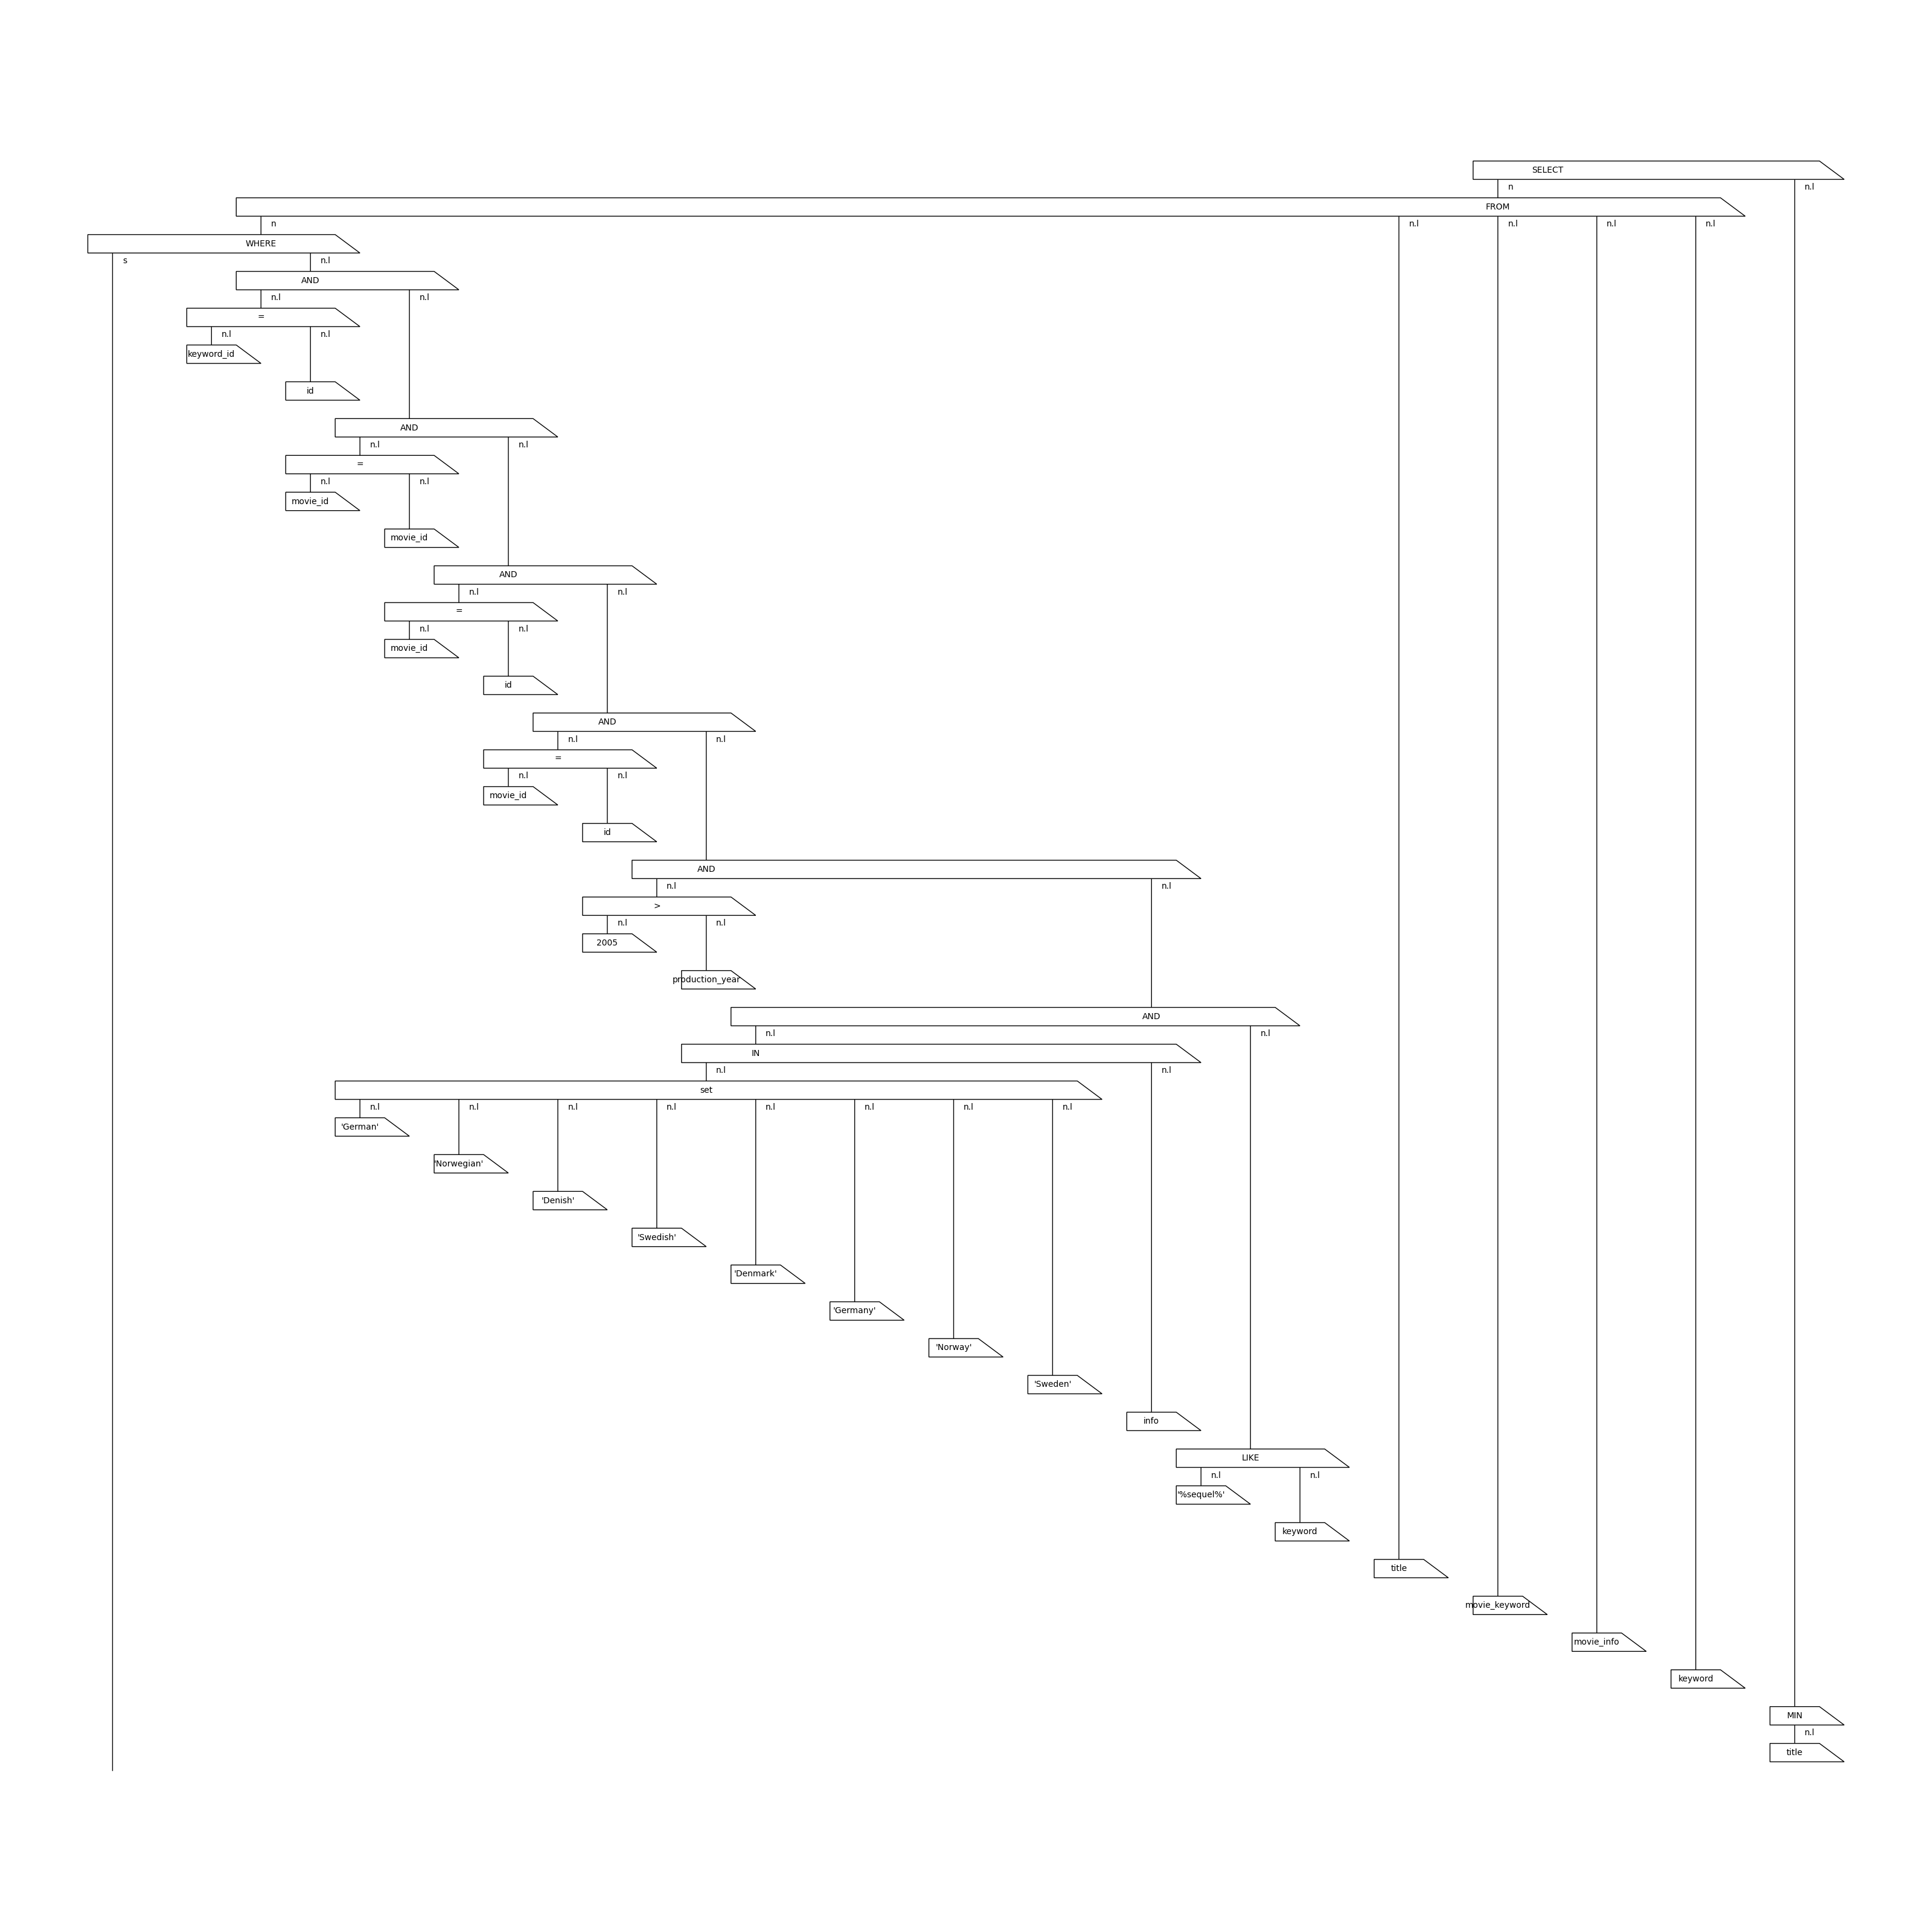 SELECT
n n.l
FROM
n n.l n.l n.l n.l
WHERE
s n.l
AND
n.l n.l
=
n.l n.l
keyword_id
id
AND
n.l n.l
=
n.l n.l
movie_id
movie_id
AND
n.l n.l
=
n.l n.l
movie_id
id
AND
n.l n.l
=
n.l n.l
movie_id
id
AND
n.l n.l
>
n.l n.l
2005
production_year
AND
n.l n.l
IN
n.l n.l
set
n.l n.l n.l n.l n.l n.l n.l n.l
'German'
'Norwegian'
'Denish'
'Swedish'
'Denmark'
'Germany'
'Norway'
'Sweden'
info
LIKE
n.l n.l
'%sequel%'
keyword
title
movie_keyword
movie_info
keyword
MIN
n.l
title